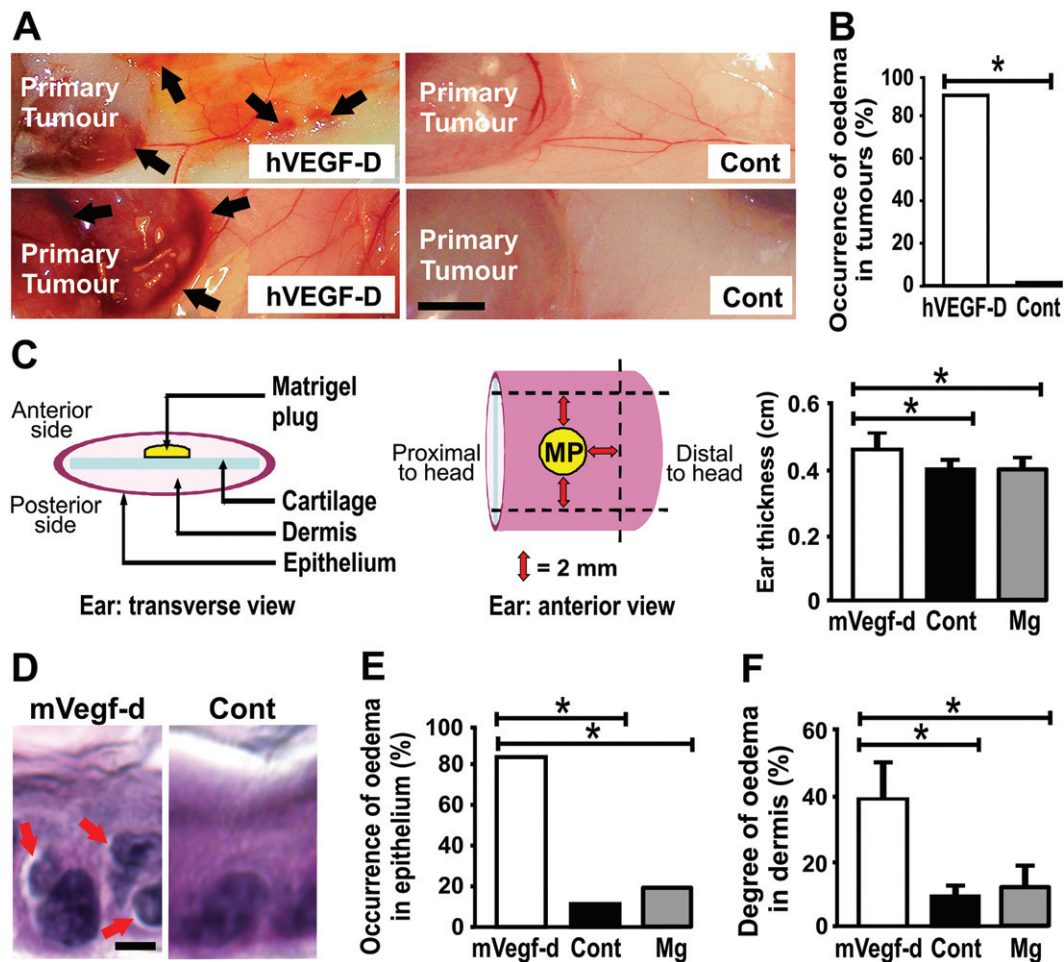 A
Primary
Tumour
hVEGF-D
Primary
Tumour
Cont
Primary
Tumour
hVEGF-D
Primary
Tumour
Cont
B
Occurrence of oedema
in tumours (%)
100
80
60
40
20
0
*
hVEGF-D Cont
C
Anterior
side
Posterior
side
Matrigel
plug
Cartilage
Dermis
Epithelium
Ear: transverse view
Proximal
to head
MP
Distal
to head
= 2 mm
Ear: anterior view
Ear thickness (cm)
0.6
0.4
0.2
0
*
*
mVegf-d Cont Mg
D
mVegf-d
Cont
E
Occurrence of oedema
in epithelium (%)
100
80
60
40
20
0
*
*
mVegf-d Cont Mg
F
Degree of oedema
in dermis (%)
60
40
20
0
*
*
mVegf-d Cont Mg